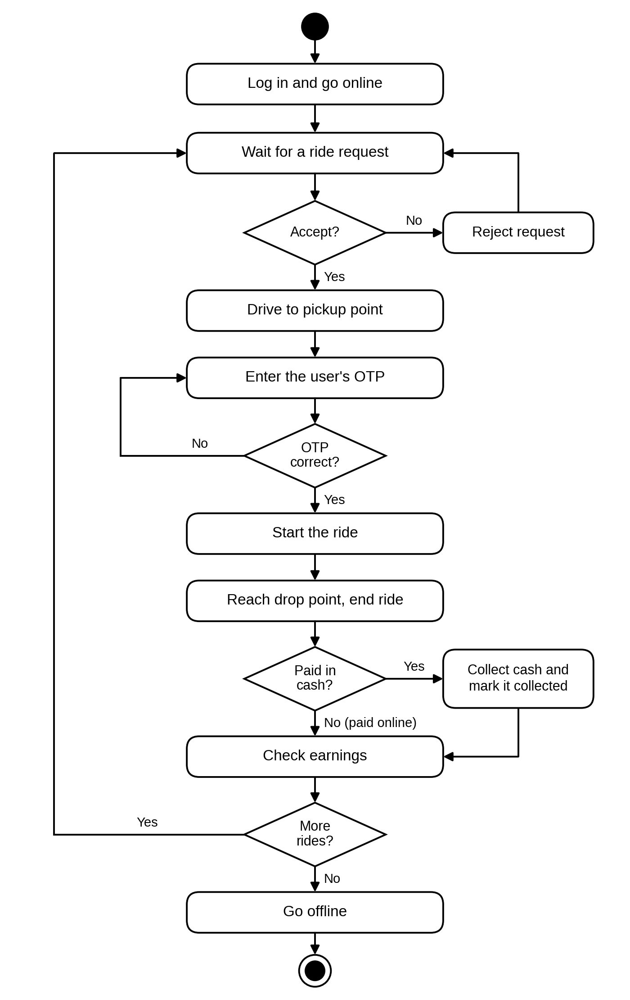 Log in and go online
Wait for a ride request
Accept?
No
Reject request
Yes
Drive to pickup point
Enter the user's OTP
No
OTP
correct?
Yes
Start the ride
Reach drop point, end ride
Paid in
cash?
Yes
Collect cash and
mark it collected
No (paid online)
Check earnings
Yes
More
rides?
No
Go offline